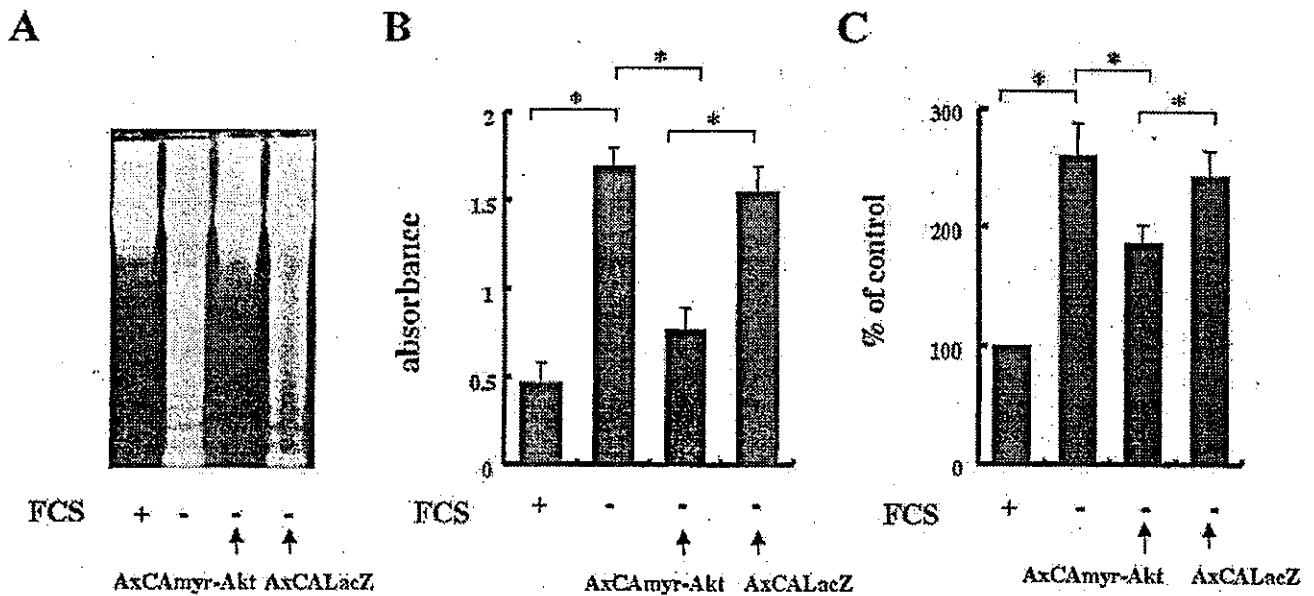 A
FCS + - - -
AxCAmyr-Akt AxCALacZ
B
* * *
absorbance
2
1.5
1
0.5
0
FCS + - - -
AxCAmyr-Akt AxCALacZ
C
* * *
% of control
300
200
100
0
FCS + - - -
AxCAmyr-Akt AxCALacZ